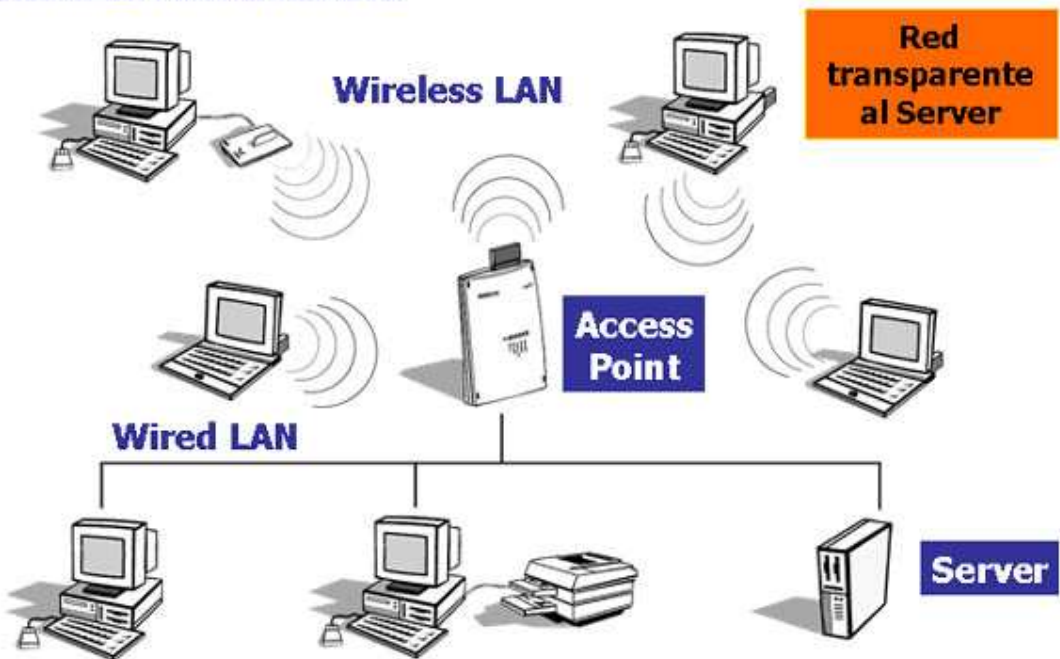 Red
transparente
al Server
Wireless LAN
Access
Point
Wired LAN
Server